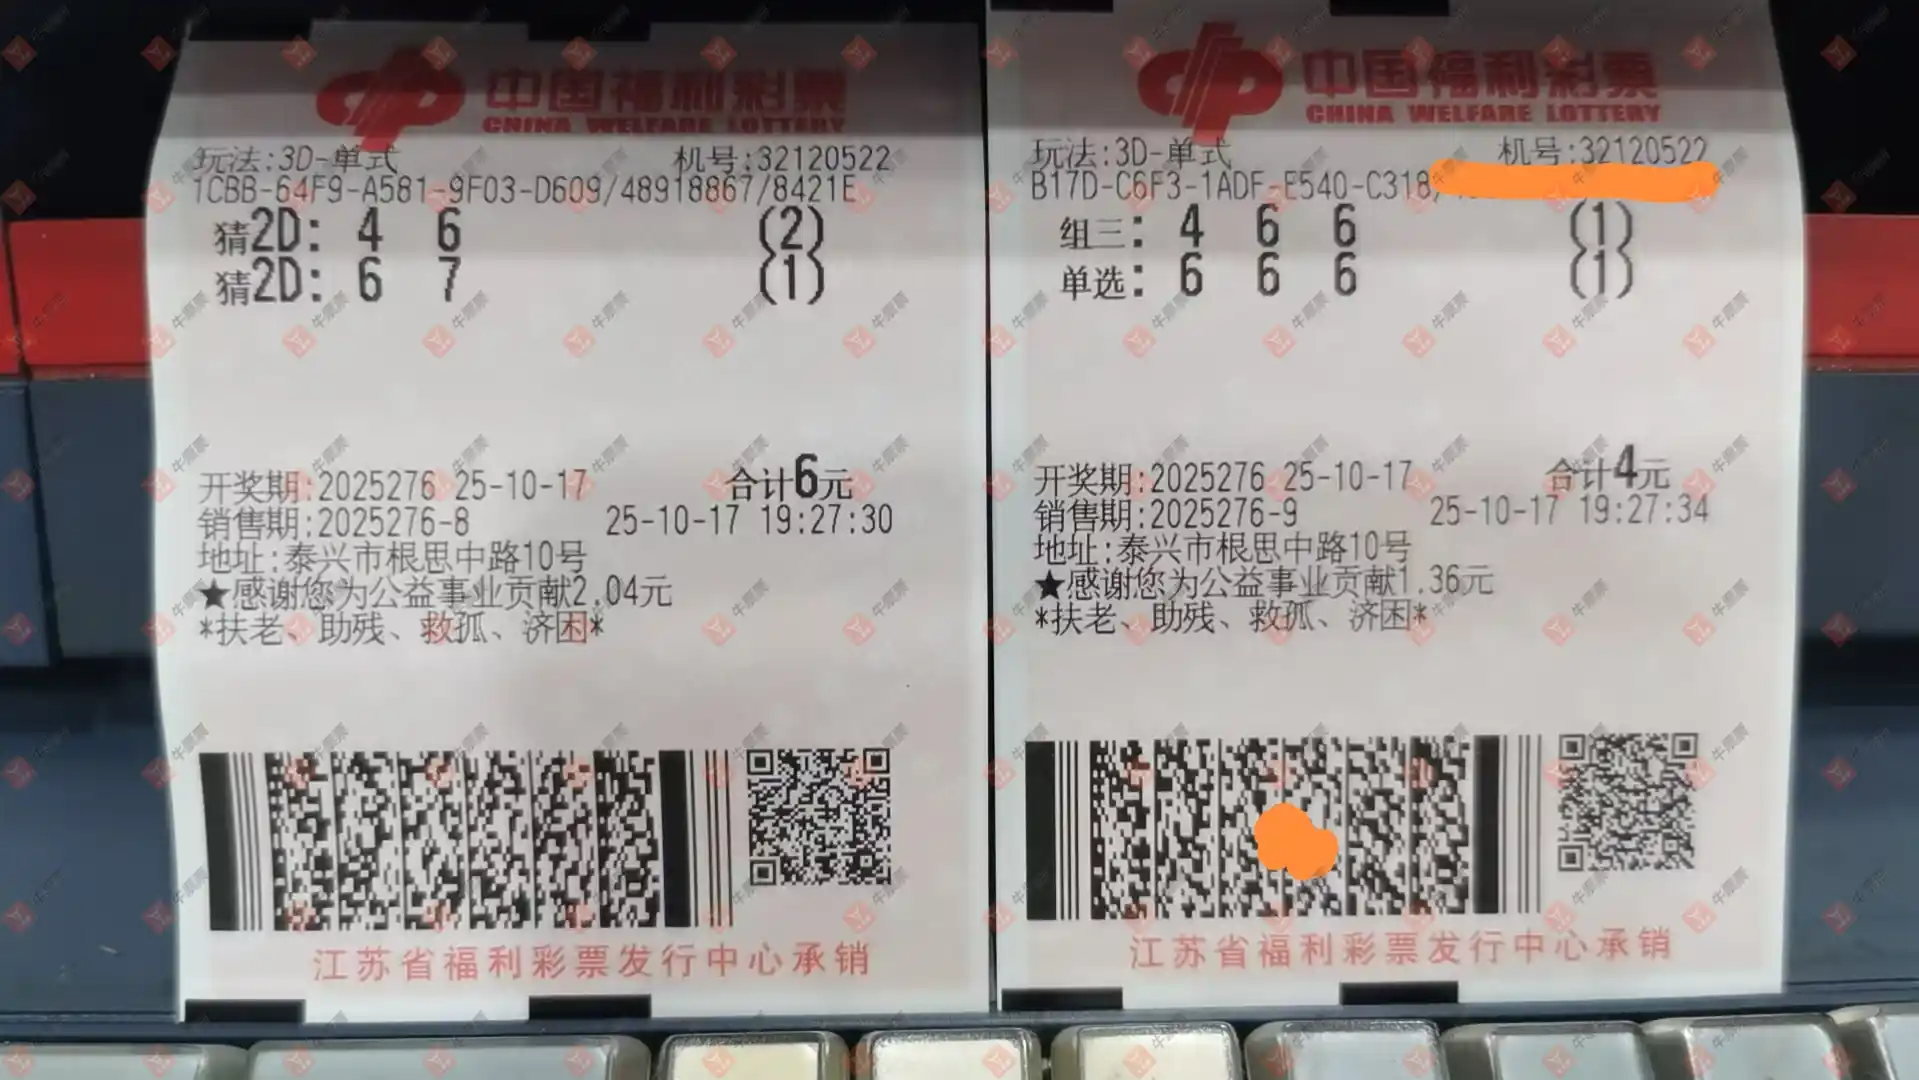 中国福利彩票
CHINA WELFARE LOTTERY
玩法:3D-单式 机号:32120522
1CBB-64F9-A581-9F03-D609/48918867/8421E
猜2D: 4 6 (2)
猜2D: 6 7 (1)
开奖期:2025276 25-10-17 合计6元
销售期:2025276-8 25-10-17 19:27:30
地址:泰兴市根思中路10号
★感谢您为公益事业贡献2.04元
*扶老、助残、救孤、济困*
江苏省福利彩票发行中心承销
中国福利彩票
CHINA WELFARE LOTTERY
玩法:3D-单式 机号:32120522
B17D-C6F3-1ADF-E540-C318/
组三: 4 6 6 (1)
单选: 6 6 6 (1)
开奖期:2025276 25-10-17 合计4元
销售期:2025276-9 25-10-17 19:27:34
地址:泰兴市根思中路10号
★感谢您为公益事业贡献1.36元
*扶老、助残、救孤、济困*
江苏省福利彩票发行中心承销